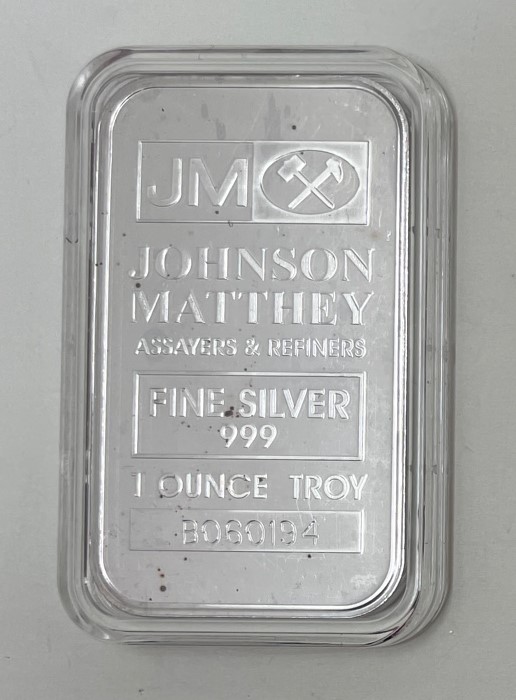 JM
JOHNSON
MATTHEY
ASSAYERS & REFINERS
FINE SILVER
999
1 OUNCE TROY
B060194